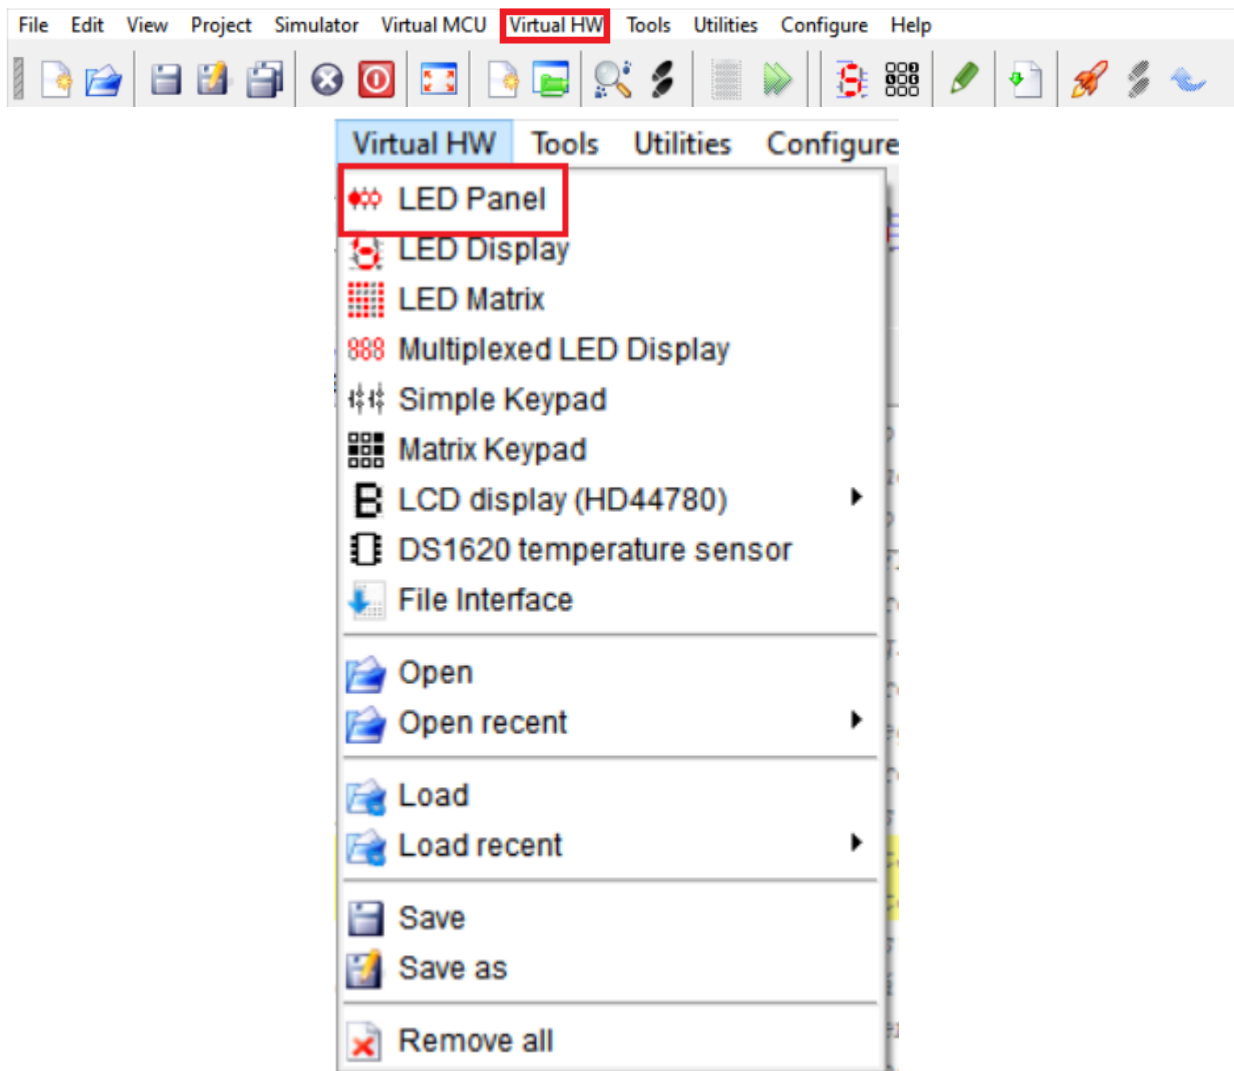 File Edit View Project Simulator Virtual MCU Virtual HW Tools Utilities Configure Help
Virtual HW Tools Utilities Configure
LED Panel
LED Display
LED Matrix
888 Multiplexed LED Display
Simple Keypad
Matrix Keypad
B LCD display (HD44780)
DS1620 temperature sensor
File Interface
Open
Open recent
Load
Load recent
Save
Save as
Remove all